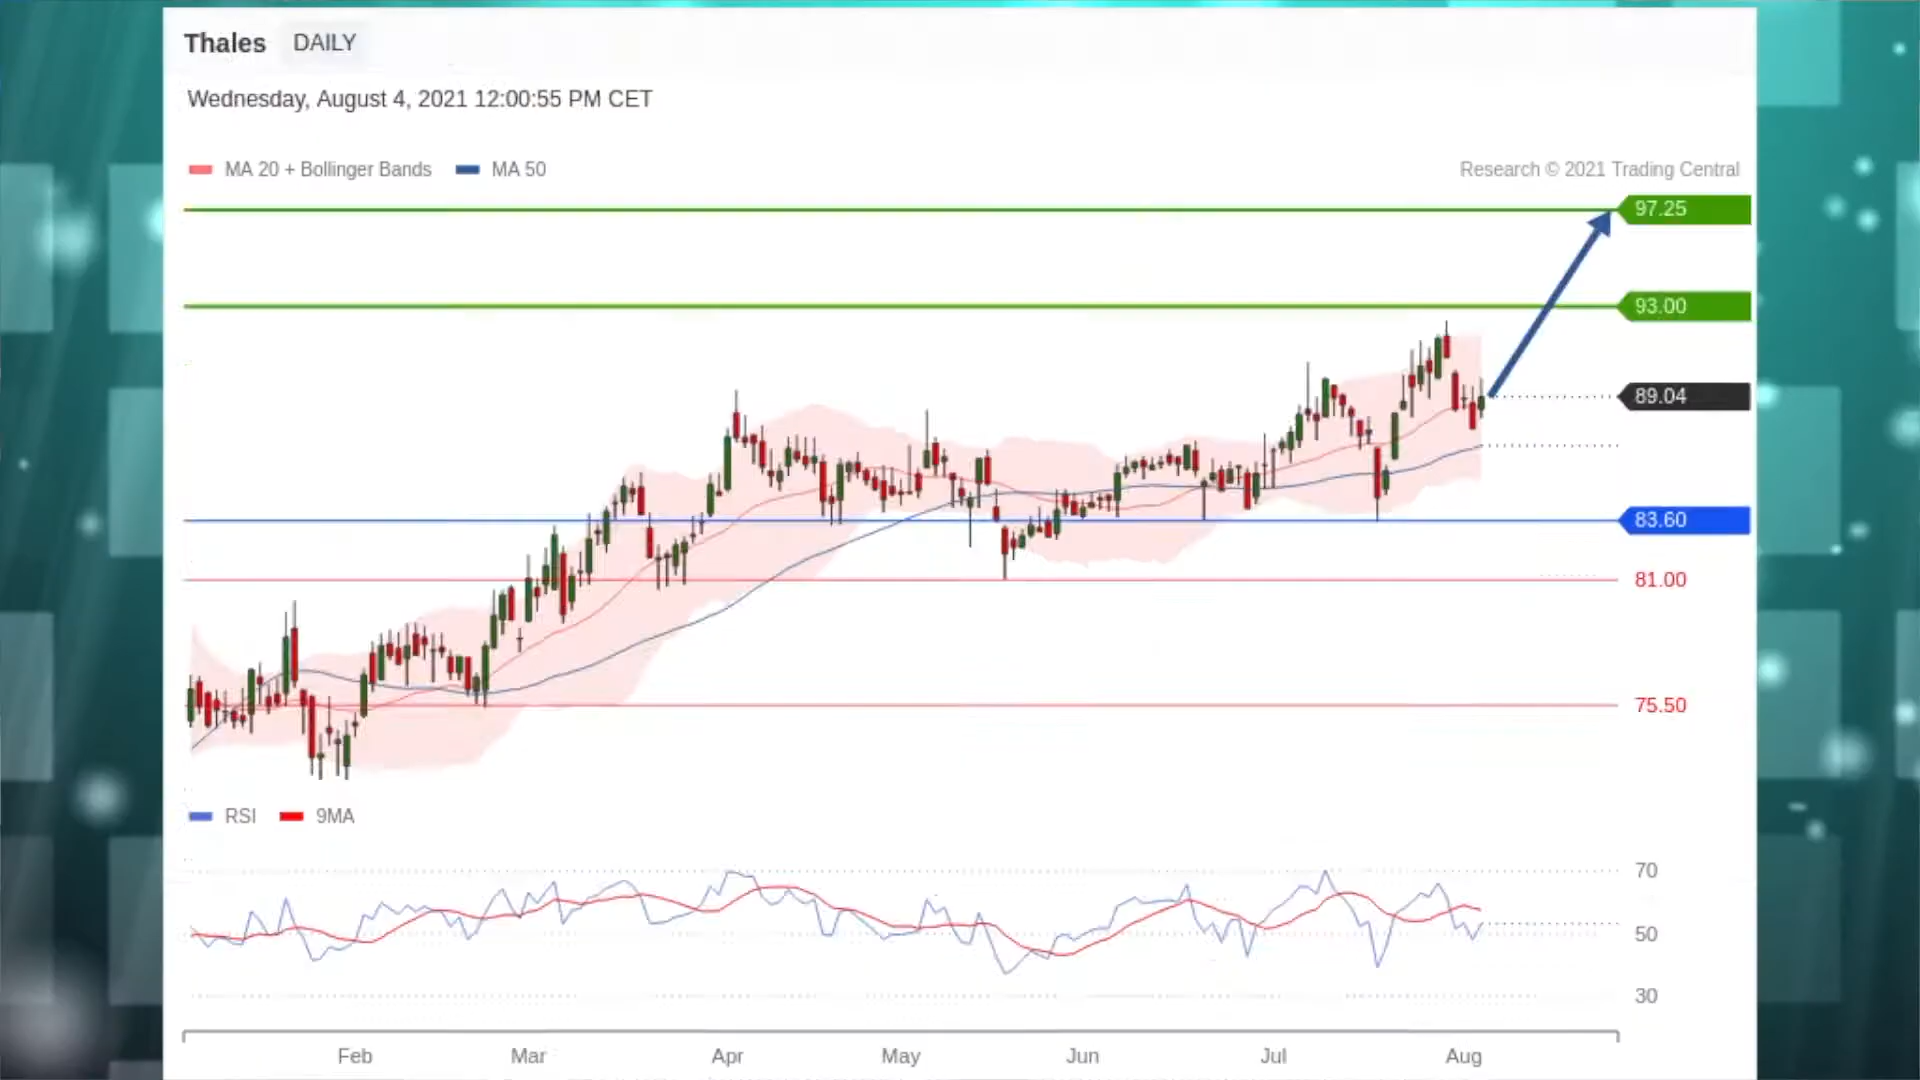 Thales DAILY
Wednesday, August 4, 2021 12:00:55 PM CET
MA 20 + Bollinger Bands MA 50
Research © 2021 Trading Central
97.25
93.00
89.04
83.60
81.00
75.50
RSI 9MA
70
50
30
Feb Mar Apr May Jun Jul Aug